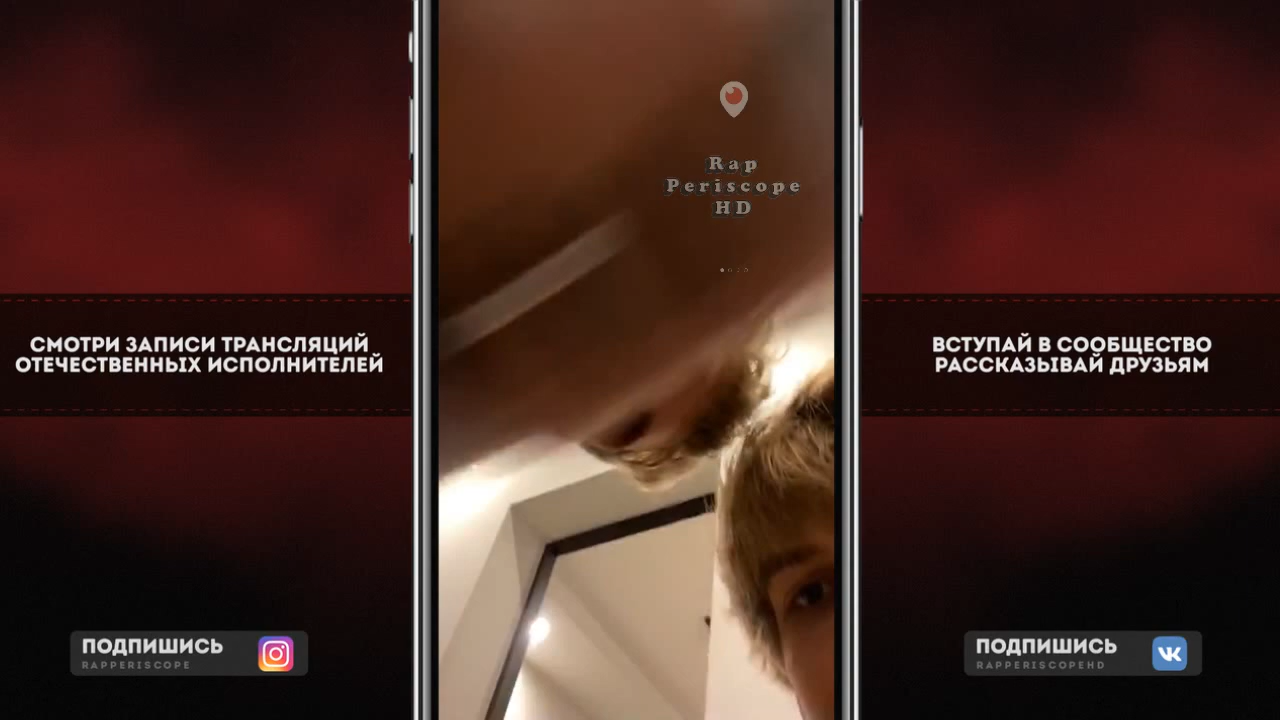 Rap
Periscope
HD
СМОТРИ ЗАПИСИ ТРАНСЛЯЦИЙ
ОТЕЧЕСТВЕННЫХ ИСПОЛНИТЕЛЕЙ
ВСТУПАЙ В СООБЩЕСТВО
РАССКАЗЫВАЙ ДРУЗЬЯМ
ПОДПИШИСЬ
RAPPERISCOPE
ПОДПИШИСЬ
RAPPERISCOPEHD